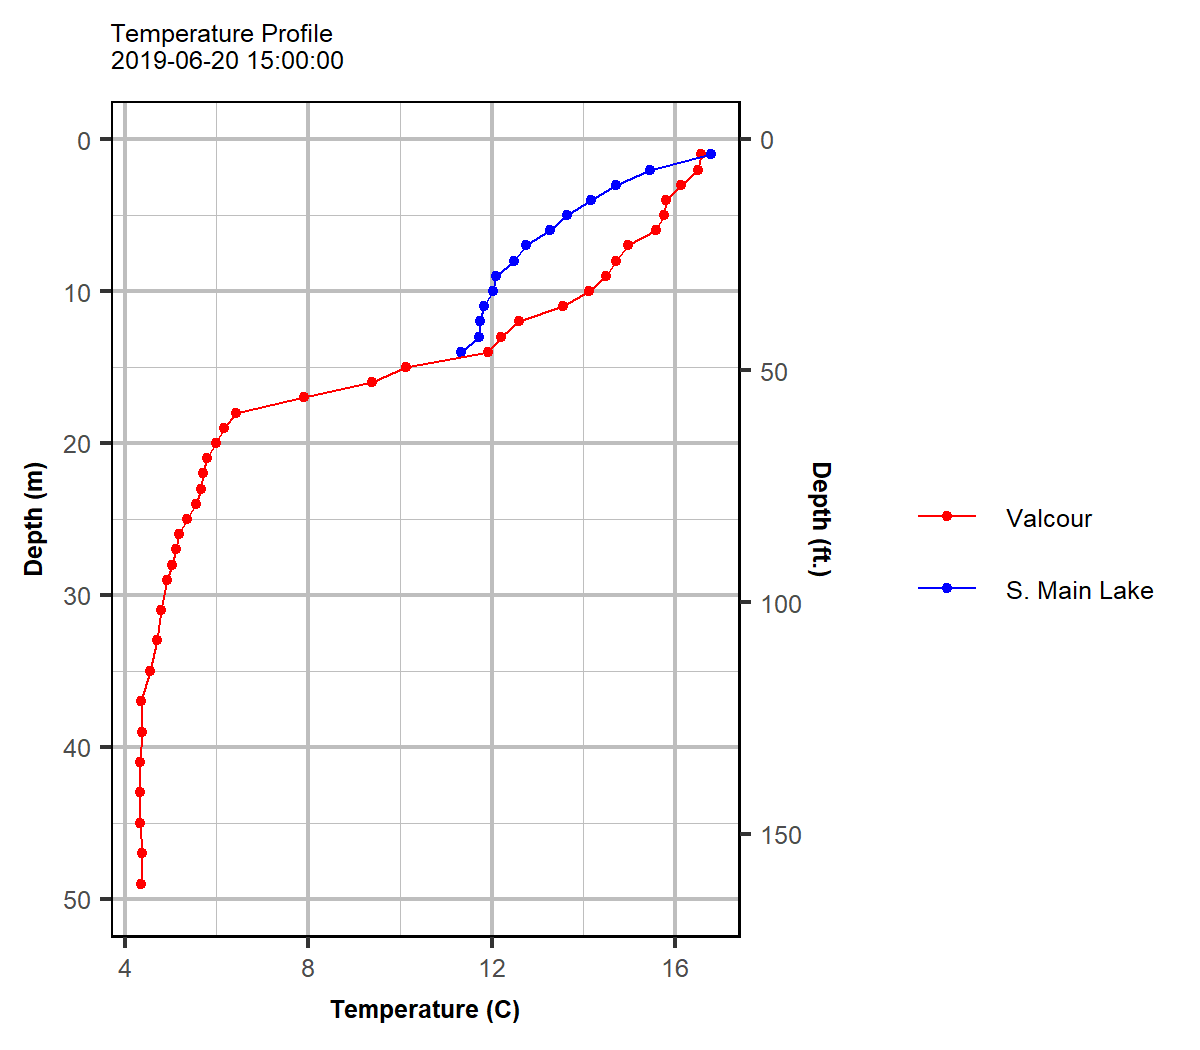 Temperature Profile
2019-06-20 15:00:00
0
10
20
30
40
50
Depth (m)
0
50
100
150
Depth (ft.)
4
8
12
16
Temperature (C)
Valcour
S. Main Lake